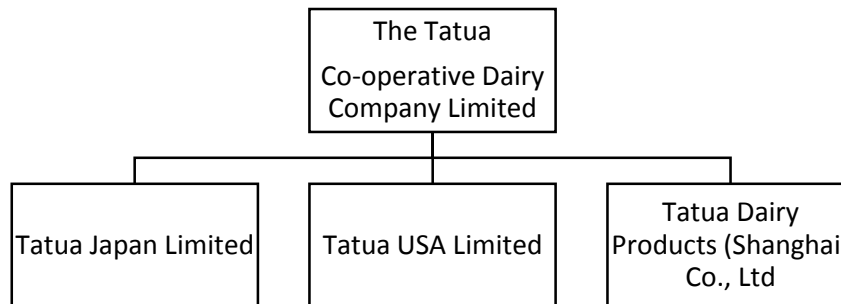 The Tatua
Co-operative Dairy
Company Limited
Tatua Japan Limited
Tatua USA Limited
Tatua Dairy
Products (Shanghai
Co., Ltd